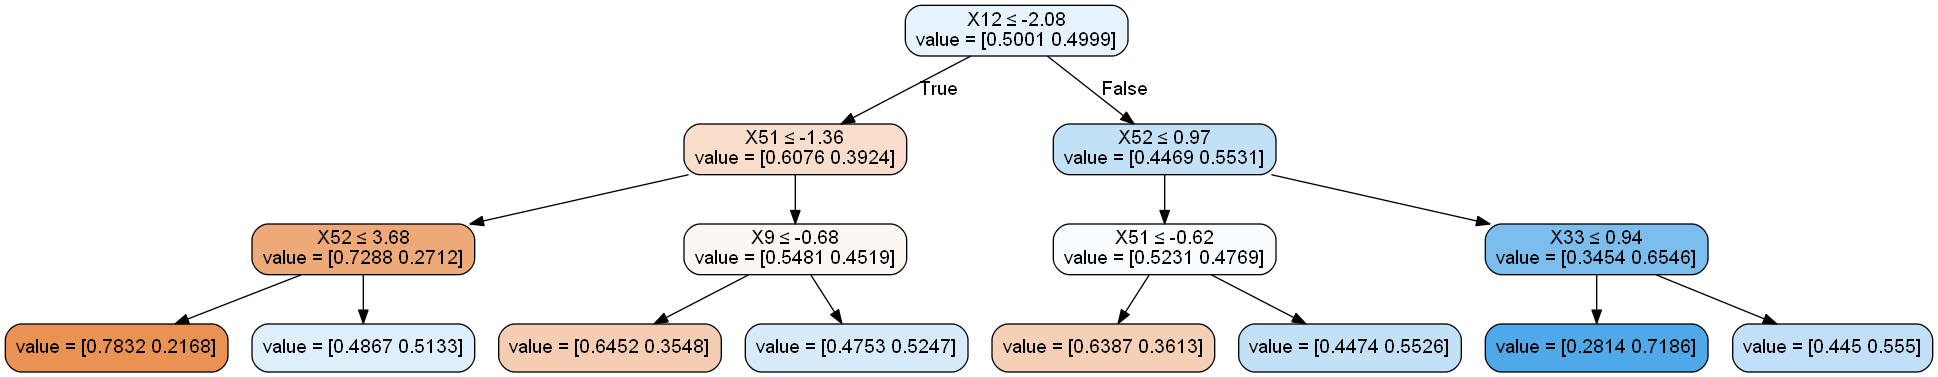 X12 ≤ -2.08
value = [0.5001 0.4999]
True
False
X51 ≤ -1.36
value = [0.6076 0.3924]
X52 ≤ 0.97
value = [0.4469 0.5531]
X52 ≤ 3.68
value = [0.7288 0.2712]
X9 ≤ -0.68
value = [0.5481 0.4519]
X51 ≤ -0.62
value = [0.5231 0.4769]
X33 ≤ 0.94
value = [0.3454 0.6546]
value = [0.7832 0.2168]
value = [0.4867 0.5133]
value = [0.6452 0.3548]
value = [0.4753 0.5247]
value = [0.6387 0.3613]
value = [0.4474 0.5526]
value = [0.2814 0.7186]
value = [0.445 0.555]